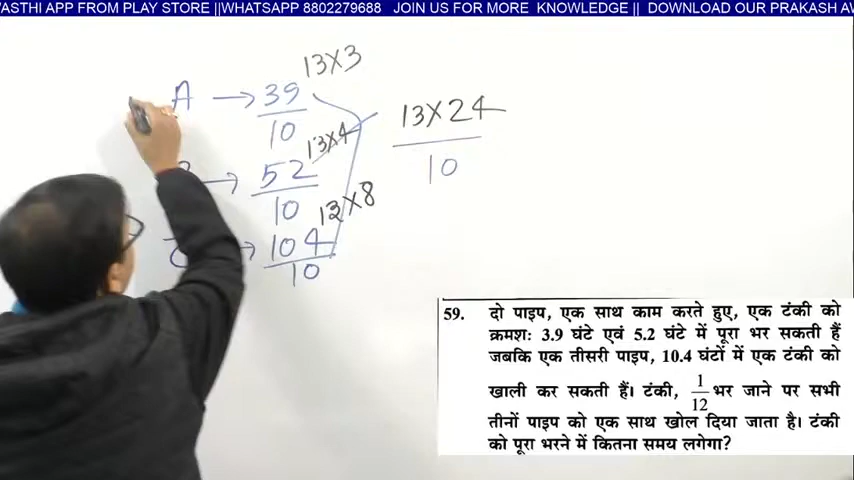 WASTHI APP FROM PLAY STORE ||WHATSAPP 8802279688 JOIN US FOR MORE KNOWLEDGE || DOWNLOAD OUR PRAKASH AW
13×3
A → 39/10
13×4
→ 52/10
13×8
→ 104/10
13×24/10
59. दो पाइप, एक साथ काम करते हुए, एक टंकी को
क्रमशः 3.9 घंटे एवं 5.2 घंटे में पूरा भर सकती हैं
जबकि एक तीसरी पाइप, 10.4 घंटों में एक टंकी को
खाली कर सकती हैं। टंकी, 1/12 भर जाने पर सभी
तीनों पाइप को एक साथ खोल दिया जाता है। टंकी
को पूरा भरने में कितना समय लगेगा?